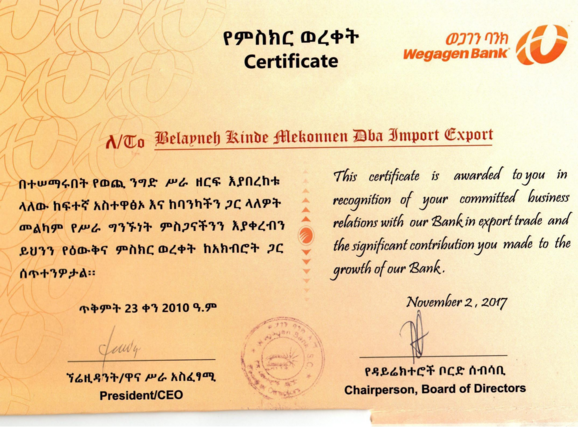 የምስክር ወረቀት
Certificate
ወጋገን ባንክ
Wegagen Bank
ለ/To Belayneh Kinde Mekonnen Dba Import Export
በተሠማሩበት የወጪ ንግድ ሥራ ዘርፍ እያበረከቱ
ላለው ከፍተኛ አስተዋፅኦ እና ከባንካችን ጋር ላለዎት
መልካም የሥራ ግንኙነት ምስጋናችንን እያቀረብን
ይህንን የዕውቅና ምስክር ወረቀት ከአክብሮት ጋር
ሰጥተንዎታል፡፡
ጥቅምት 23 ቀን 2010 ዓ.ም
This certificate is awarded to you in
recognition of your committed business
relations with our Bank in export trade and
the significant contribution you made to the
growth of our Bank.
November 2, 2017
ፕሬዚዳንት/ዋና ሥራ አስፈፃሚ
President/CEO
የዳይሬክተሮች ቦርድ ሰብሳቢ
Chairperson, Board of Directors